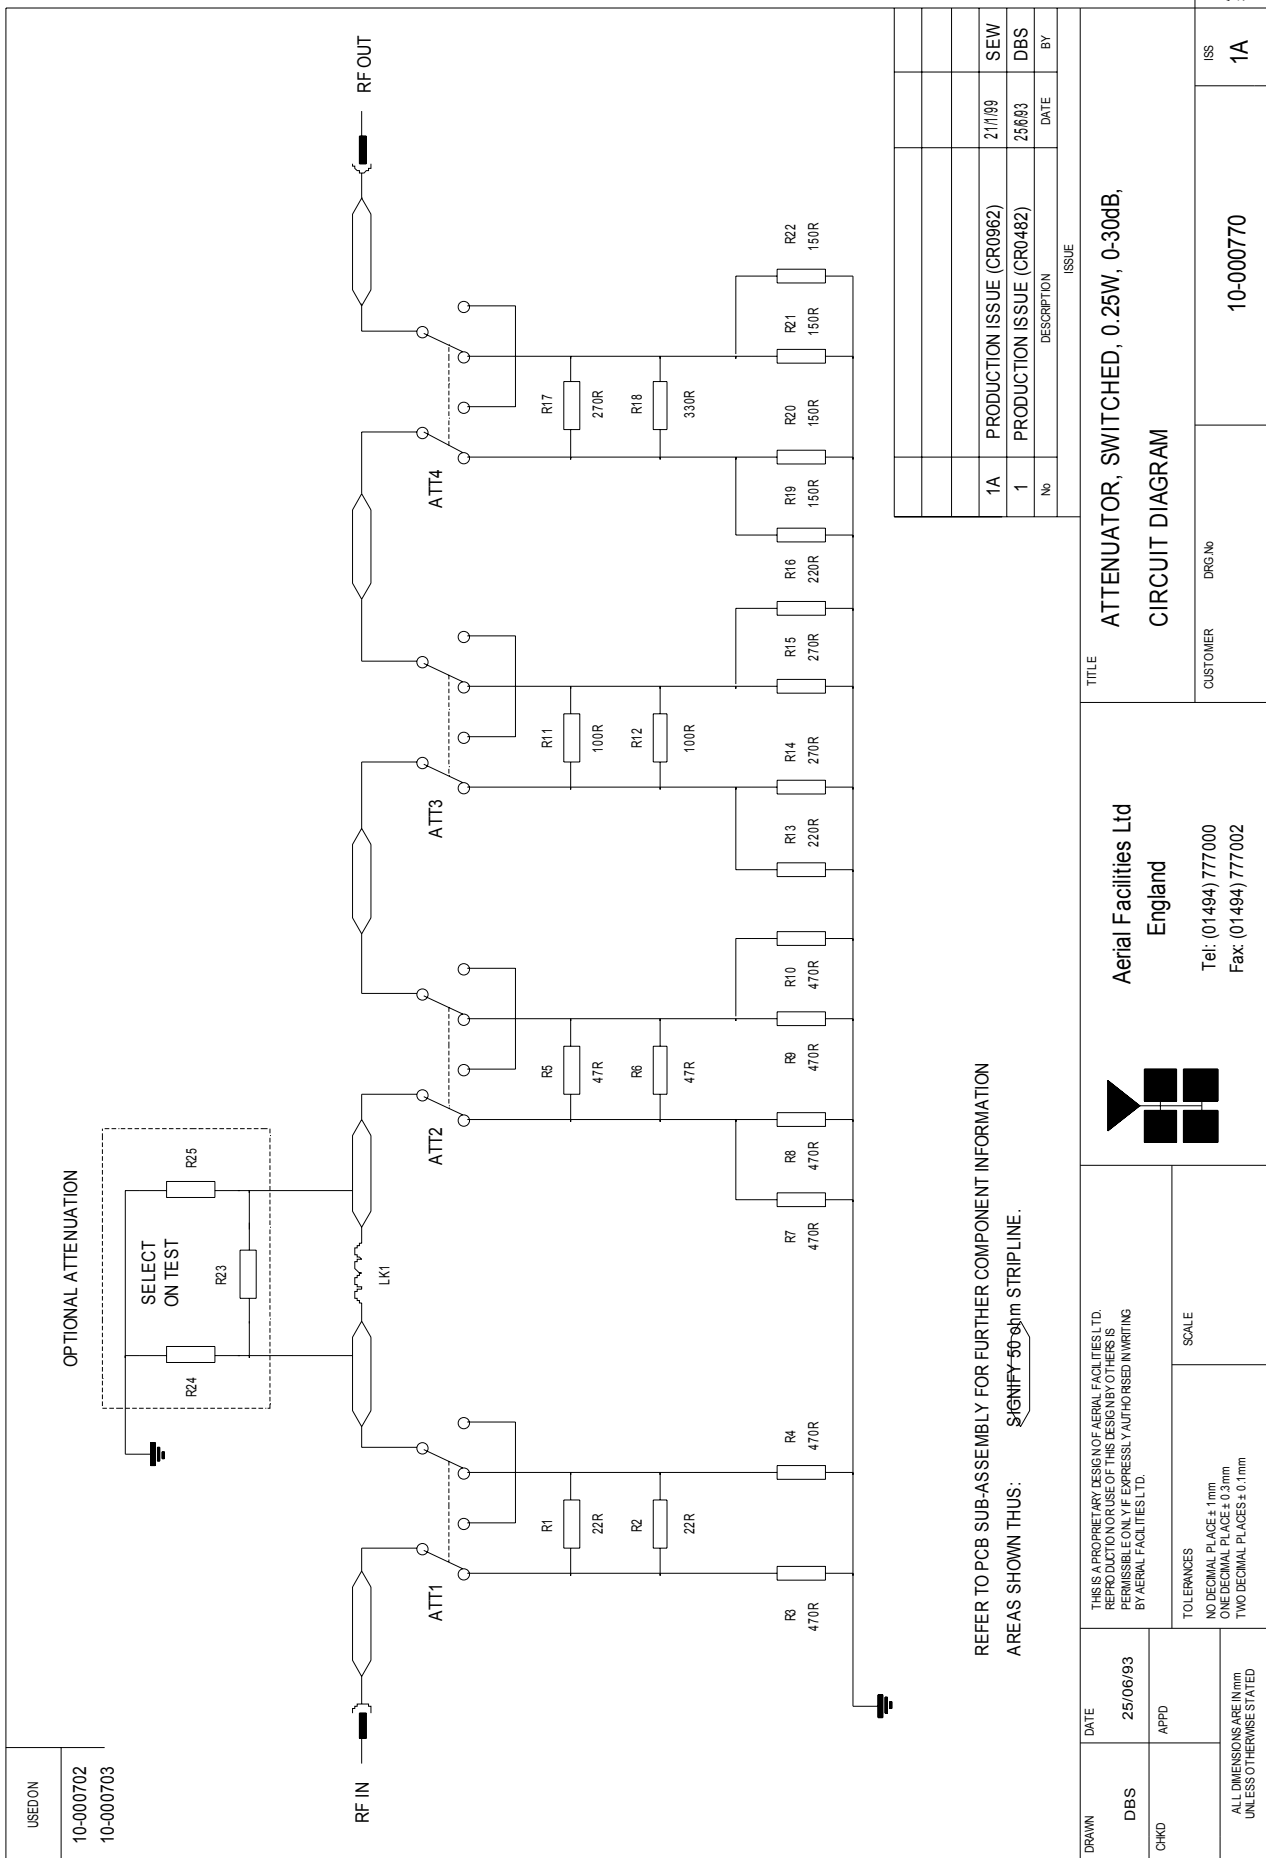 USED ON
10-000702
10-000703
OPTIONAL ATTENUATION
SELECT
ON TEST
R24
R23
R25
LK1
RF IN
RF OUT
ATT1
ATT2
ATT3
ATT4
R1
22R
R2
22R
R3
470R
R4
470R
R5
47R
R6
47R
R7
470R
R8
470R
R9
470R
R10
470R
R11
100R
R12
100R
R13
220R
R14
270R
R15
270R
R16
220R
R17
270R
R18
330R
R19
150R
R20
150R
R21
150R
R22
150R
REFER TO PCB SUB-ASSEMBLY FOR FURTHER COMPONENT INFORMATION
AREAS SHOWN THUS: SIGNIFY 50 ohm STRIPLINE.
1A PRODUCTION ISSUE (CR0962) 21/1/99 SEW
1 PRODUCTION ISSUE (CR0482) 25/6/93 DBS
No DESCRIPTION DATE BY
ISSUE
DRAWN
DBS
DATE
25/06/93
CHKD
APPD
ALL DIMENSIONS ARE IN mm
UNLESS OTHERWISE STATED
THIS IS A PROPRIETARY DESIGN OF AERIAL FACILITIES LTD.
REPRODUCTION OR USE OF THIS DESIGN BY OTHERS IS
PERMISSIBLE ONLY IF EXPRESSLY AUTHORISED IN WRITING
BY AERIAL FACILITIES LTD.
TOLERANCES
NO DECIMAL PLACE ± 1mm
ONE DECIMAL PLACE ± 0.3mm
TWO DECIMAL PLACES ± 0.1mm
SCALE
Aerial Facilities Ltd
England
Tel: (01494) 777000
Fax: (01494) 777002
TITLE
ATTENUATOR, SWITCHED, 0.25W, 0-30dB,
CIRCUIT DIAGRAM
CUSTOMER
DRG.No
10-000770
ISS
1A